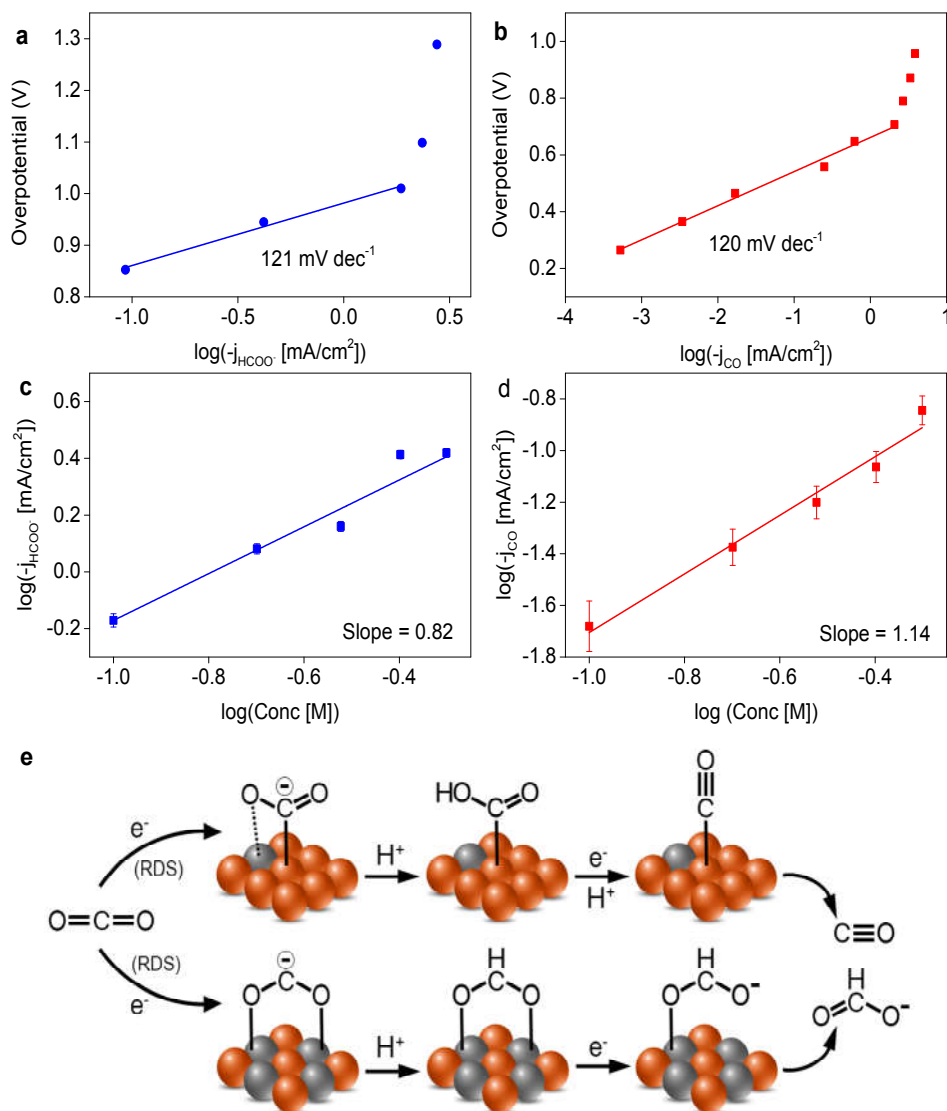 a
1.3
1.2
1.1
1.0
0.9
0.8
Overpotential (V)
121 mV dec⁻¹
-1.0 -0.5 0.0 0.5
log(-j_HCOO⁻ [mA/cm²])
b
1.0
0.8
0.6
0.4
0.2
Overpotential (V)
120 mV dec⁻¹
-4 -3 -2 -1 0 1
log(-j_CO [mA/cm²])
c
0.6
0.4
0.2
0.0
-0.2
log(-j_HCOO⁻ [mA/cm²])
Slope = 0.82
-1.0 -0.8 -0.6 -0.4
log(Conc [M])
d
-0.8
-1.0
-1.2
-1.4
-1.6
-1.8
log(-j_CO [mA/cm²])
Slope = 1.14
-1.0 -0.8 -0.6 -0.4
log (Conc [M])
e
O=C=O
e⁻
(RDS)
O C O
⊖
H⁺
HO C O
e⁻
H⁺
O
C
C≡O
(RDS)
e⁻
⊖
O C O
H⁺
H
O C O
e⁻
H
O C O⁻
H
O C O⁻